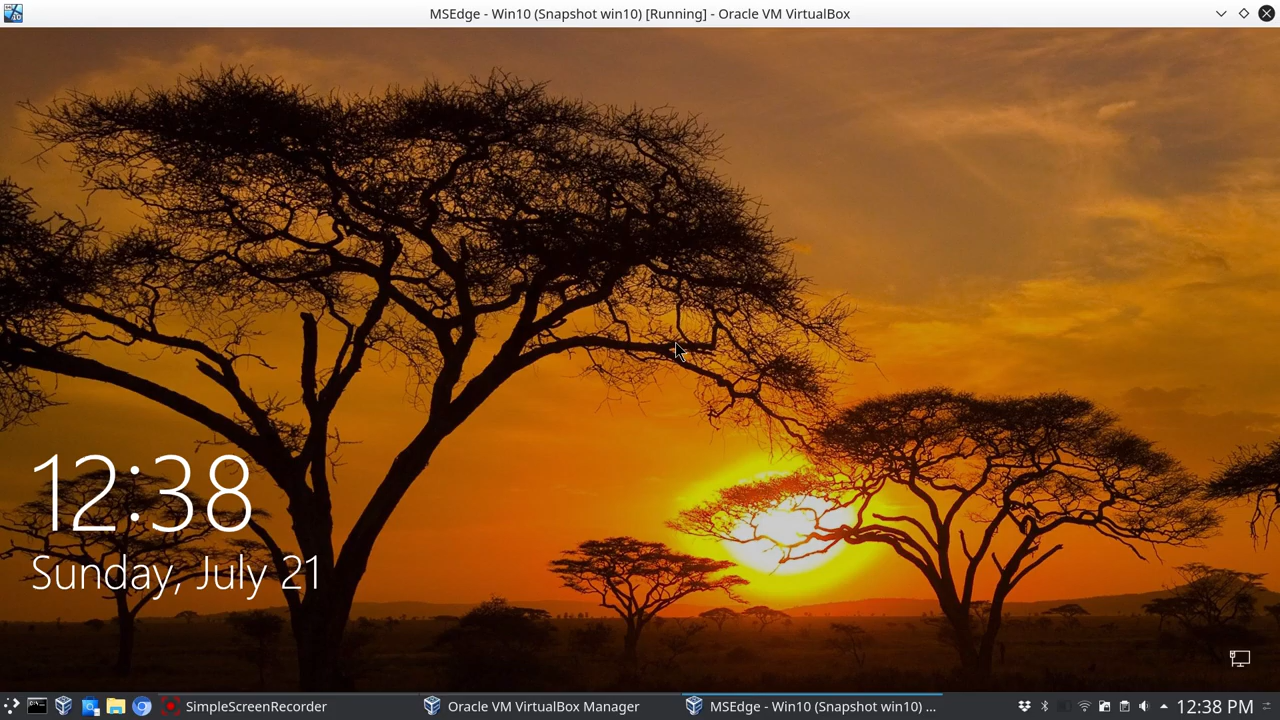 MSEdge - Win10 (Snapshot win10) [Running] - Oracle VM VirtualBox
12:38
Sunday, July 21
SimpleScreenRecorder
Oracle VM VirtualBox Manager
MSEdge - Win10 (Snapshot win10) ...
12:38 PM